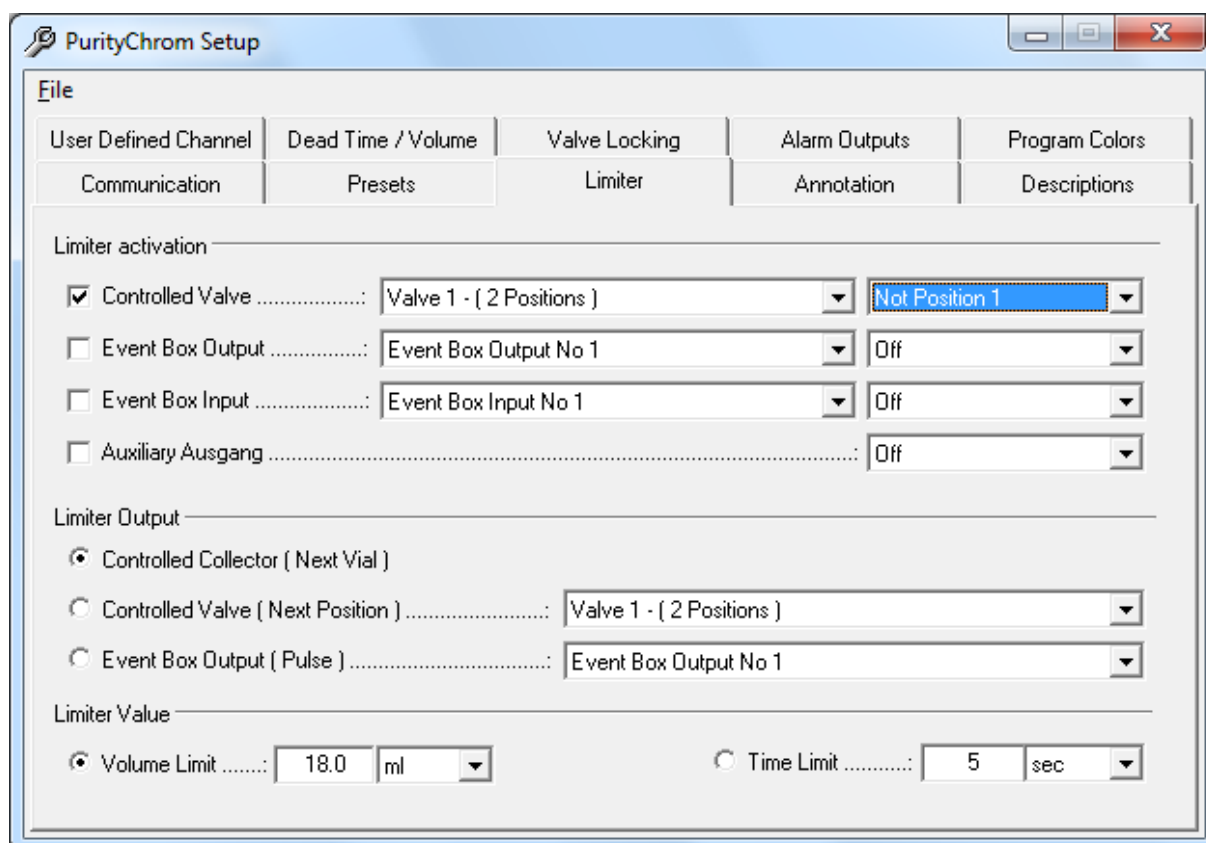 PurityChrom Setup
File
User Defined Channel Dead Time / Volume Valve Locking Alarm Outputs Program Colors
Communication Presets Limiter Annotation Descriptions
Limiter activation
Controlled Valve ..................: Valve 1 - ( 2 Positions ) Not Position 1
Event Box Output ................: Event Box Output No 1 Off
Event Box Input ...................: Event Box Input No 1 Off
Auxiliary Ausgang ....................................................................................................: Off
Limiter Output
Controlled Collector ( Next Vial )
Controlled Valve ( Next Position ) ........................: Valve 1 - ( 2 Positions )
Event Box Output ( Pulse ) .................................: Event Box Output No 1
Limiter Value
Volume Limit .......: 18.0 ml Time Limit ...........: 5 sec